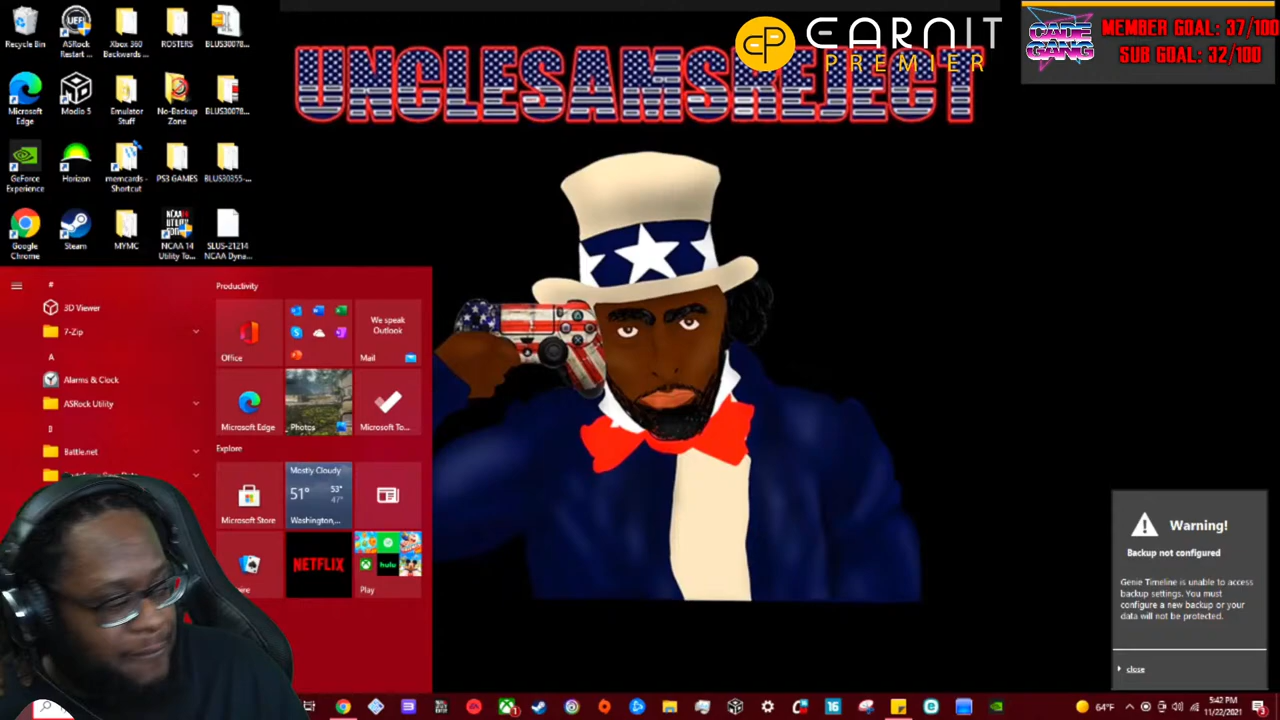 Recycle Bin
ASRock Restart ...
Xbox 360 Backwards ...
ROSTERS
BLUS30078...
Microsoft Edge
Modio 5
Emulator Stuff
No-Backup Zone
BLUS30078...
GeForce Experience
Horizon
memcards - Shortcut
PS3 GAMES
BLUS30355-...
Google Chrome
Steam
MYMC
NCAA 14 Utility To...
SLUS-21214 NCAA Dyna...
UNCLESAMSREJECT
EARNIT
PREMIER
CADE GANG
MEMBER GOAL: 37/100
SUB GOAL: 32/100
#
3D Viewer
7-Zip
A
Alarms & Clock
ASRock Utility
B
Battle.net
Productivity
Office
We speak Outlook
Mail
Microsoft Edge
Photos
Microsoft To...
Explore
Microsoft Store
Mostly Cloudy
51°
53°
47°
Washington,...
NETFLIX
hulu
Play
Warning!
Backup not configured
Genie Timeline is unable to access
backup settings. You must
configure a new backup or your
data will not be protected.
close
16
64°F
5:42 PM
11/22/2021